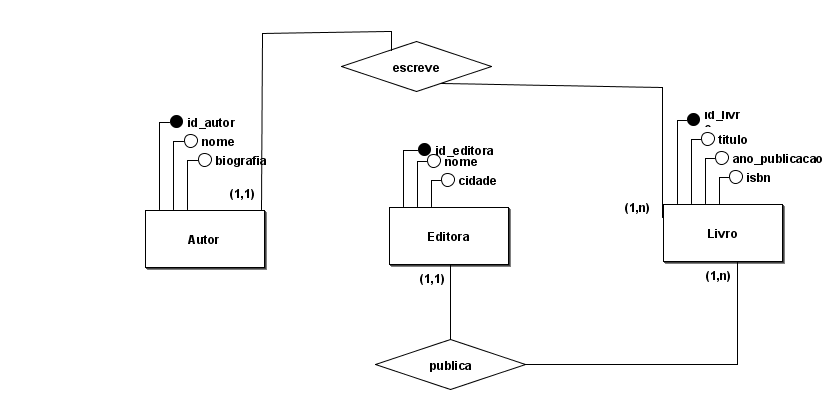 escreve
id_autor
nome
biografia
(1,1)
Autor
id_editora
nome
cidade
Editora
(1,1)
id_livr
titulo
ano_publicacao
isbn
(1,n)
Livro
(1,n)
publica